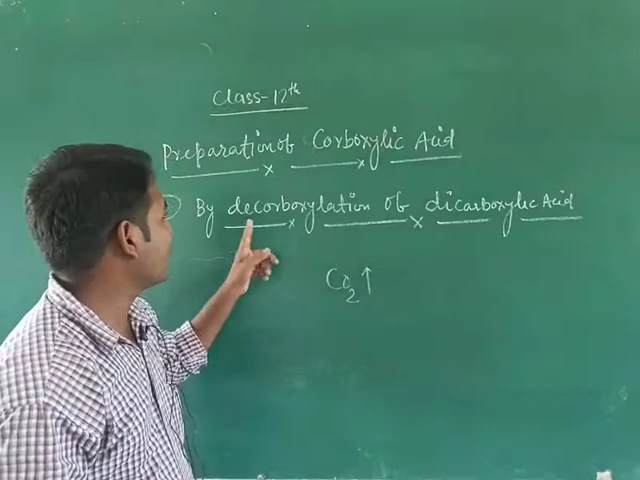 Class-12th
Preparation of Corboxylic Acid
By decorboxylation of dicarboxylic Acid
CO2↑